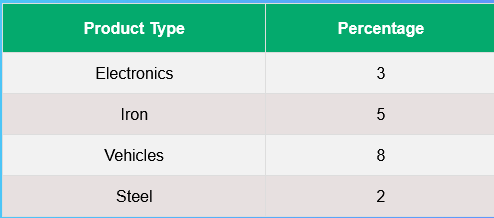 Product Type Percentage
Electronics 3
Iron 5
Vehicles 8
Steel 2